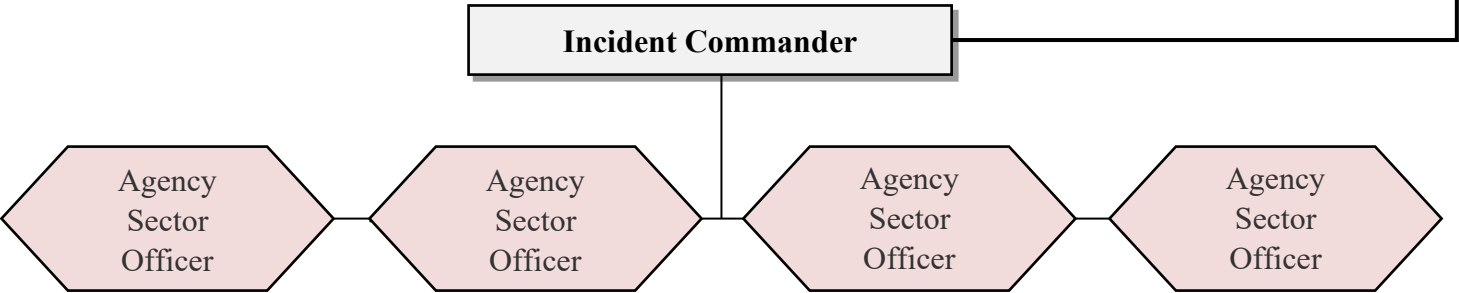 Incident Commander
Agency
Sector
Officer
Agency
Sector
Officer
Agency
Sector
Officer
Agency
Sector
Officer